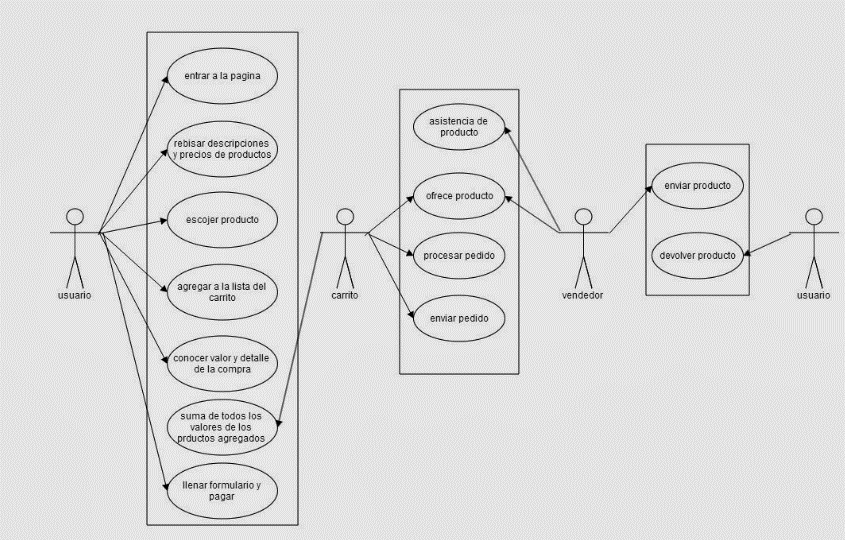 entrar a la pagina
rebisar descripciones
y precios de productos
escojer producto
agregar a la lista del
carrito
conocer valor y detalle
de la compra
suma de todos los
valores de los
prductos agregados
llenar formulario y
pagar
usuario
carrito
asistencia de
producto
ofrece producto
procesar pedido
enviar pedido
vendedor
enviar producto
devolver producto
usuario